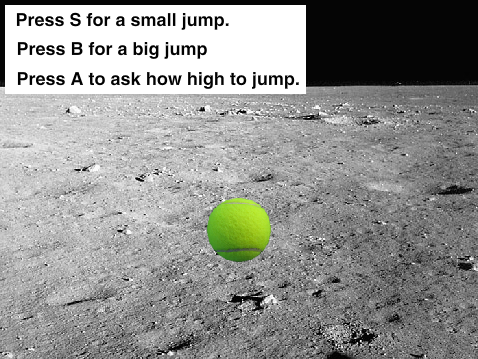 Press S for a small jump.
Press B for a big jump
Press A to ask how high to jump.